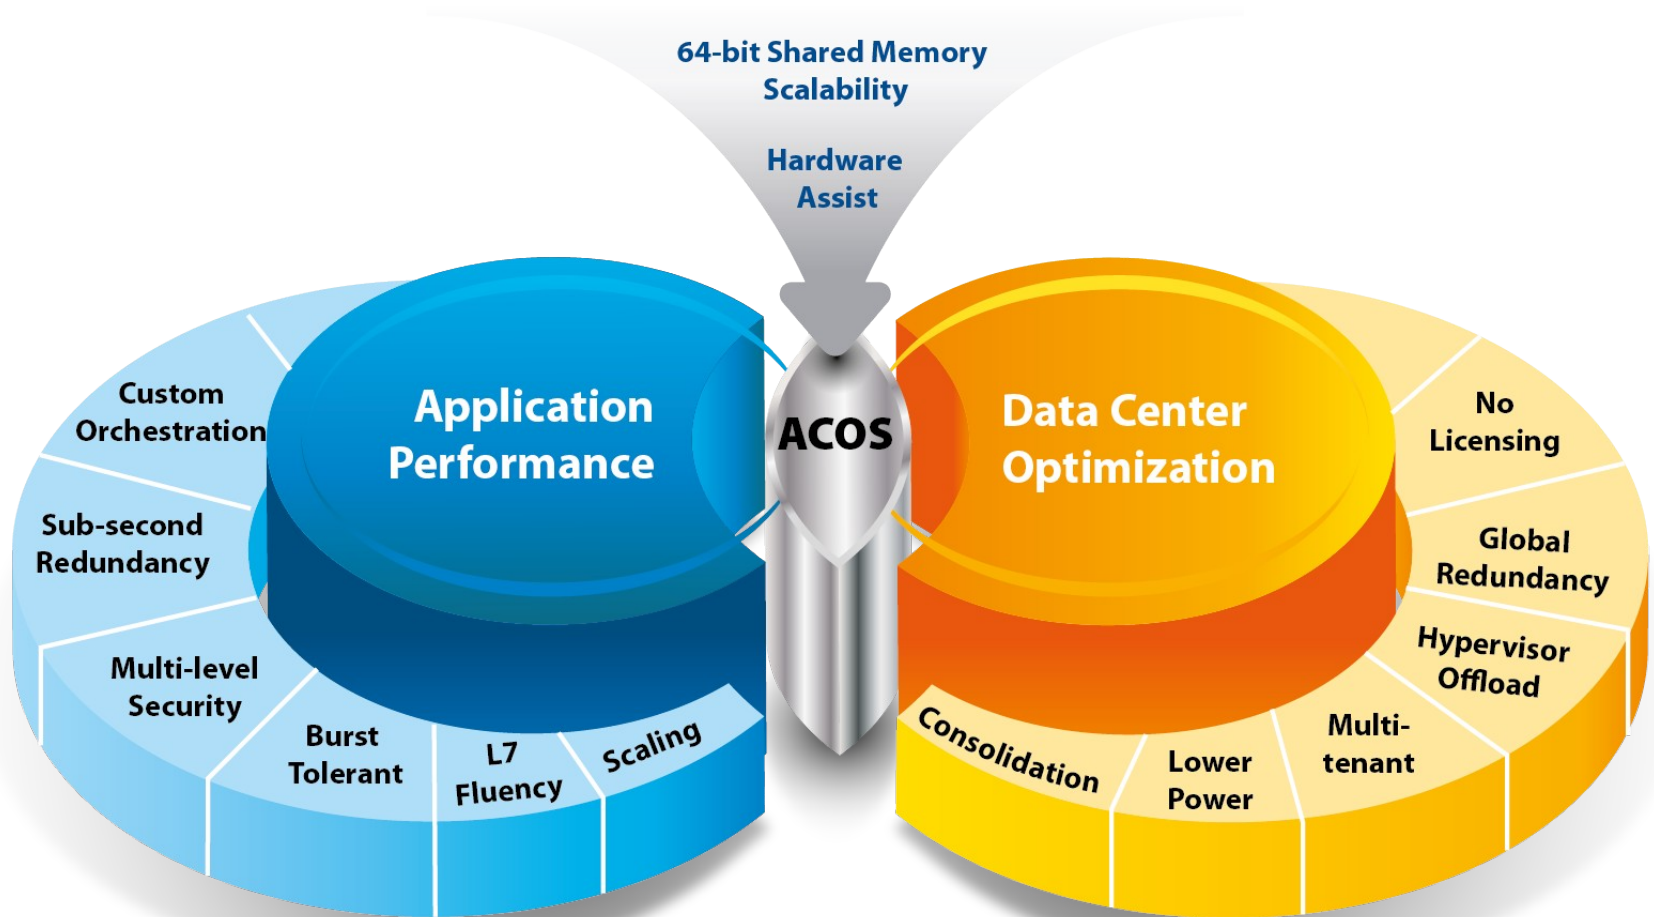 64-bit Shared Memory
Scalability
Hardware
Assist
Application
Performance
ACOS
Data Center
Optimization
Custom
Orchestration
Sub-second
Redundancy
Multi-level
Security
Burst
Tolerant
L7
Fluency
Scaling
Consolidation
Lower
Power
Multi-
tenant
Hypervisor
Offload
Global
Redundancy
No
Licensing